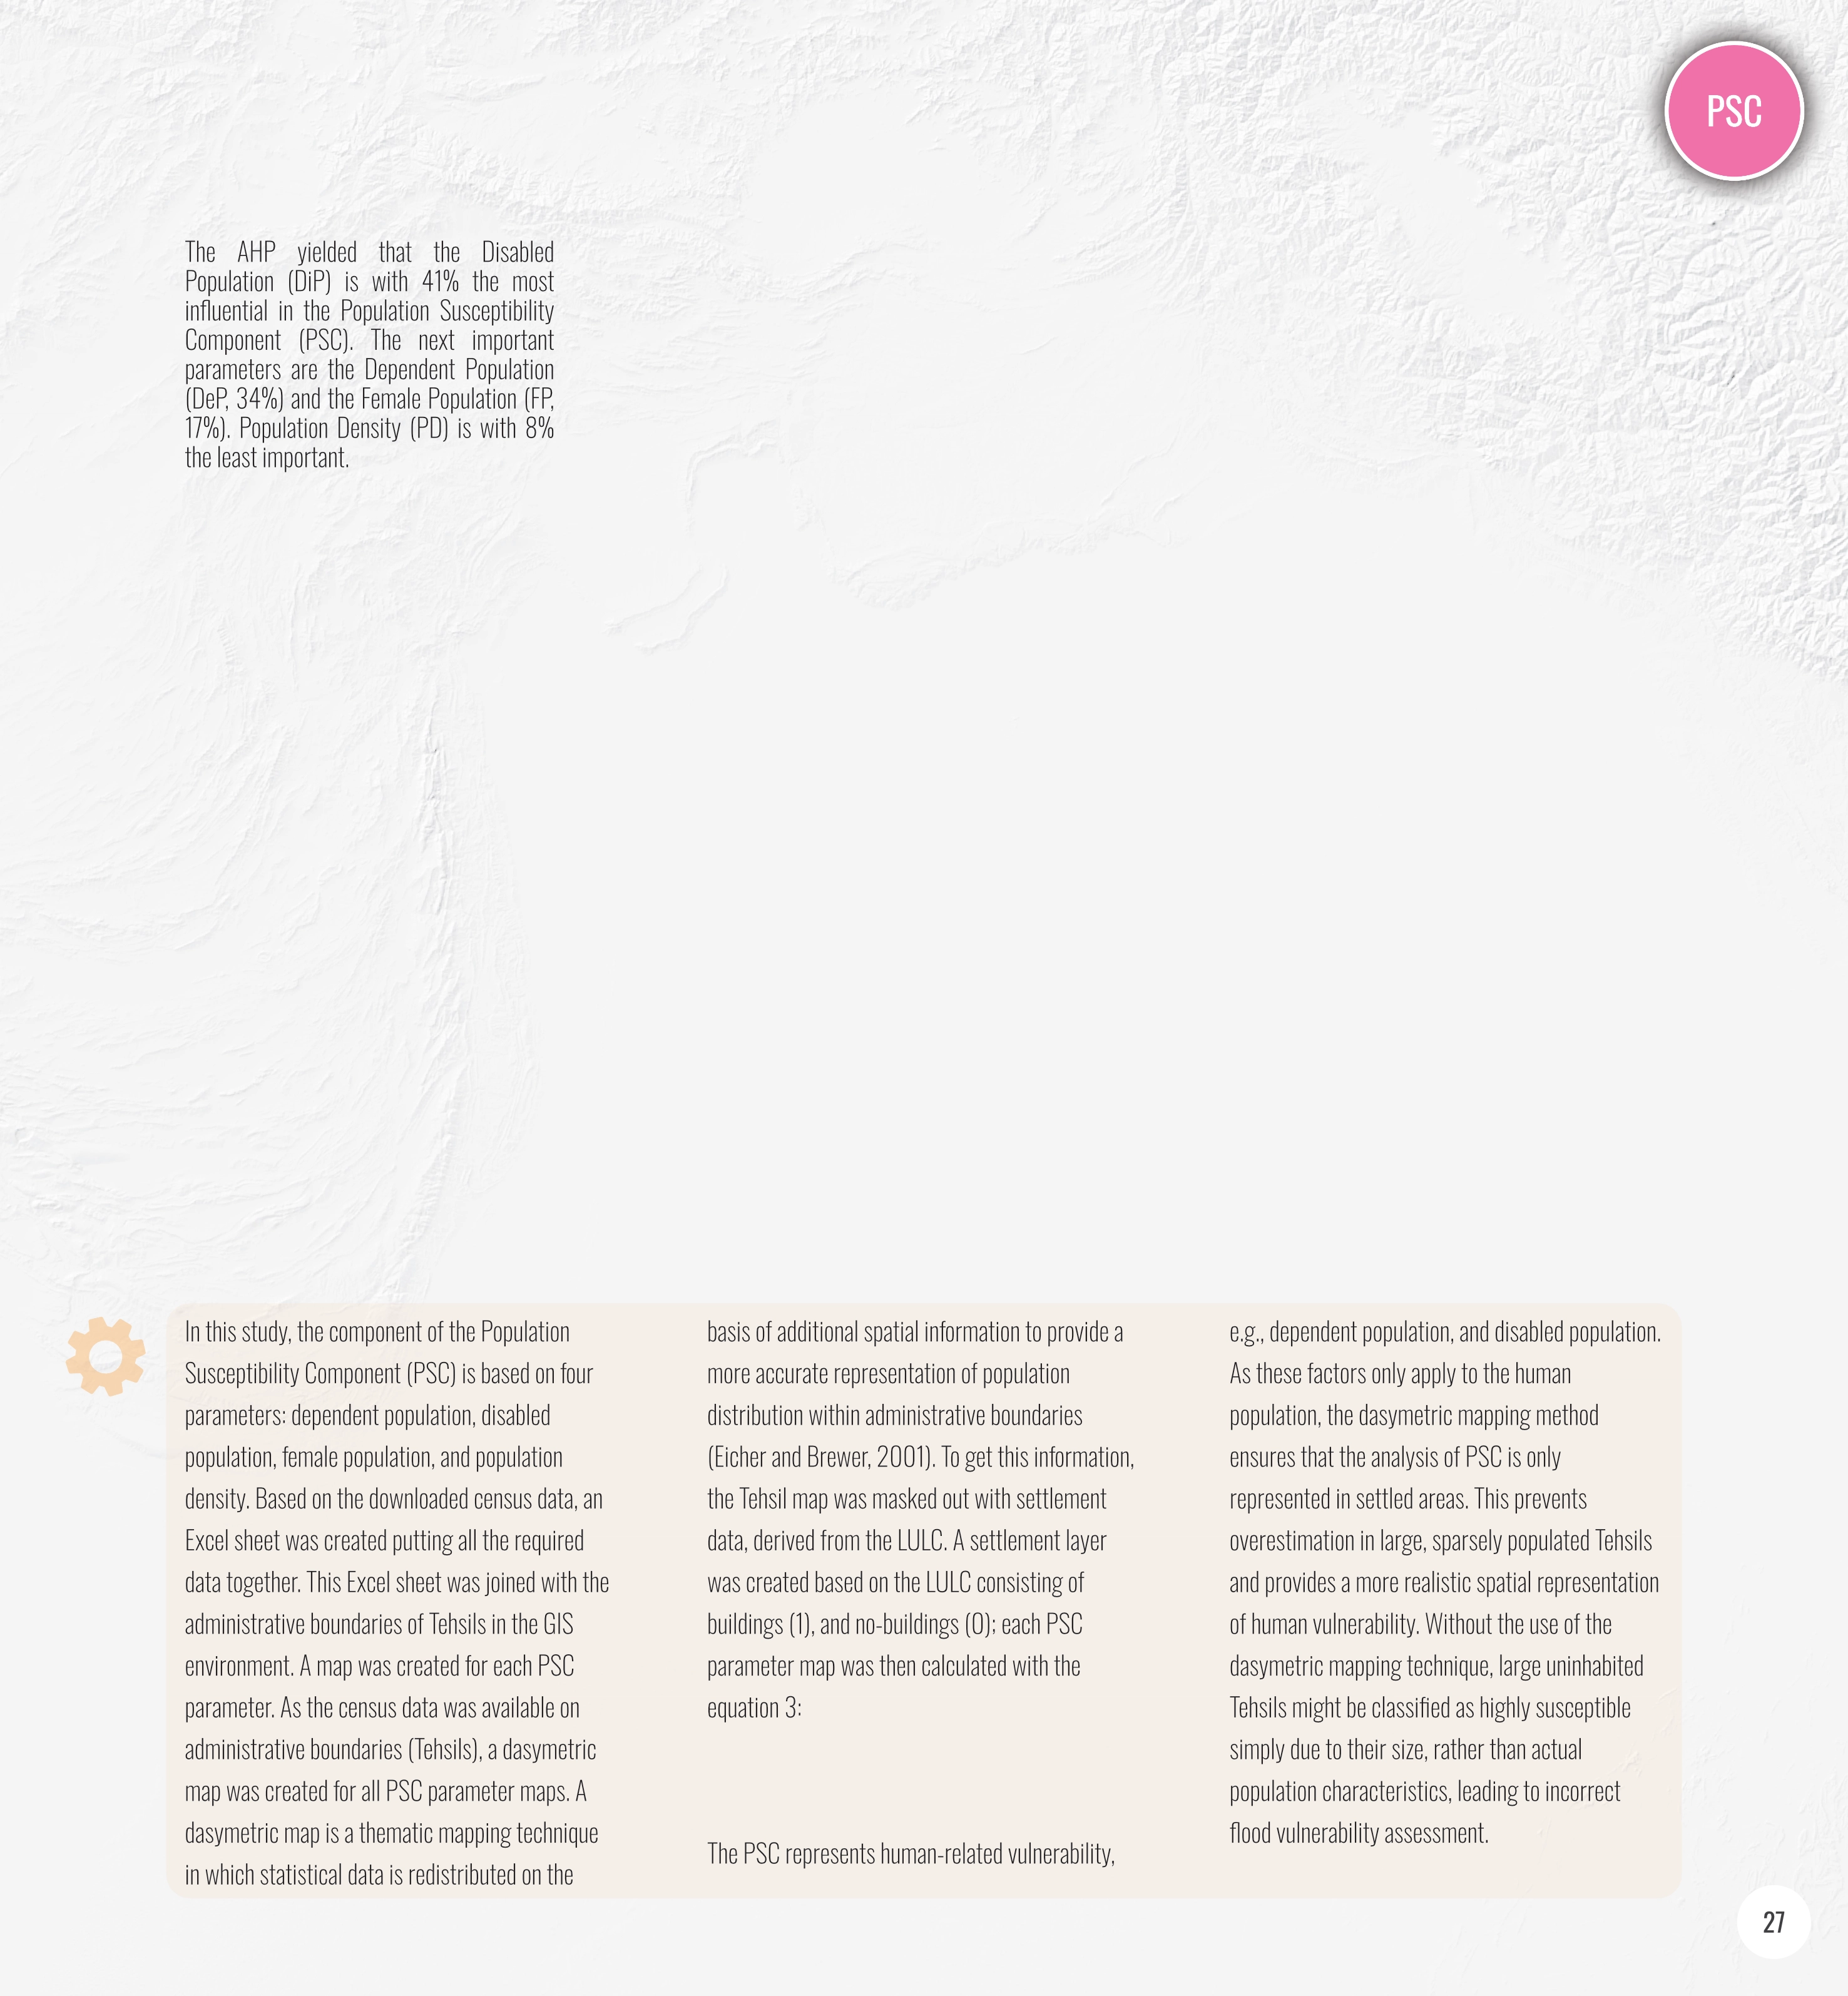 PSC
The AHP yielded that the Disabled
Population (DiP) is with 41% the most
influential in the Population Susceptibility
Component (PSC). The next important
parameters are the Dependent Population
(DeP, 34%) and the Female Population (FP,
17%). Population Density (PD) is with 8%
the least important.
In this study, the component of the Population
Susceptibility Component (PSC) is based on four
parameters: dependent population, disabled
population, female population, and population
density. Based on the downloaded census data, an
Excel sheet was created putting all the required
data together. This Excel sheet was joined with the
administrative boundaries of Tehsils in the GIS
environment. A map was created for each PSC
parameter. As the census data was available on
administrative boundaries (Tehsils), a dasymetric
map was created for all PSC parameter maps. A
dasymetric map is a thematic mapping technique
in which statistical data is redistributed on the
basis of additional spatial information to provide a
more accurate representation of population
distribution within administrative boundaries
(Eicher and Brewer, 2001). To get this information,
the Tehsil map was masked out with settlement
data, derived from the LULC. A settlement layer
was created based on the LULC consisting of
buildings (1), and no-buildings (0); each PSC
parameter map was then calculated with the
equation 3:
The PSC represents human-related vulnerability,
e.g., dependent population, and disabled population.
As these factors only apply to the human
population, the dasymetric mapping method
ensures that the analysis of PSC is only
represented in settled areas. This prevents
overestimation in large, sparsely populated Tehsils
and provides a more realistic spatial representation
of human vulnerability. Without the use of the
dasymetric mapping technique, large uninhabited
Tehsils might be classified as highly susceptible
simply due to their size, rather than actual
population characteristics, leading to incorrect
flood vulnerability assessment.
27